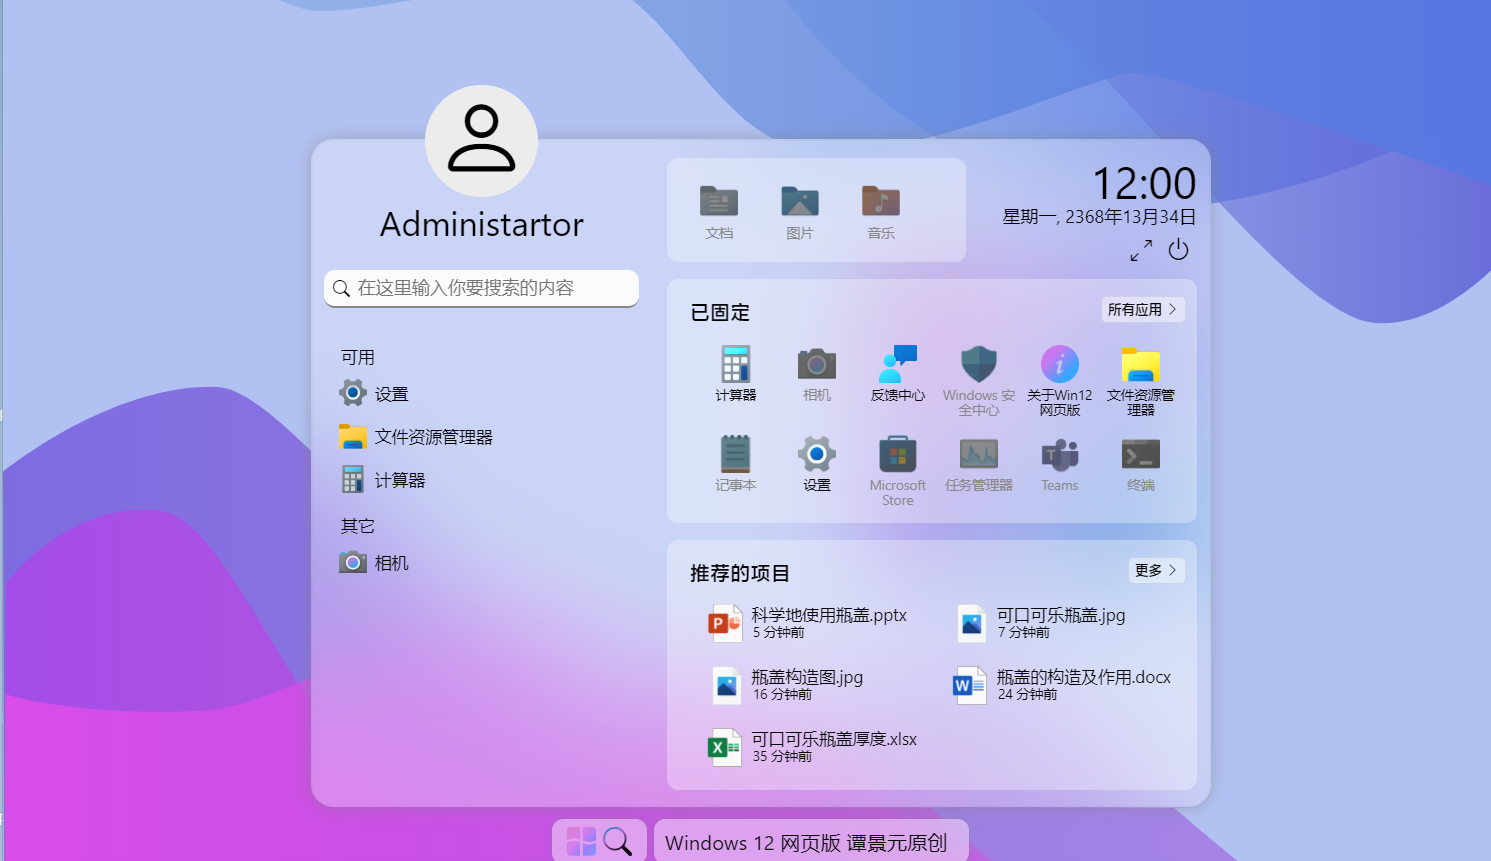 Administartor
在这里输入你要搜索的内容
可用
设置
文件资源管理器
计算器
其它
相机
文档
图片
音乐
12:00
星期一, 2368年13月34日
已固定
所有应用
计算器
相机
反馈中心
Windows 安
全中心
关于Win12
网页版
文件资源管
理器
记事本
设置
Microsoft
Store
任务管理器
Teams
终端
推荐的项目
更多
科学地使用瓶盖.pptx
5 分钟前
可口可乐瓶盖.jpg
7 分钟前
瓶盖构造图.jpg
16 分钟前
瓶盖的构造及作用.docx
24 分钟前
可口可乐瓶盖厚度.xlsx
35 分钟前
Windows 12 网页版 谭景元原创